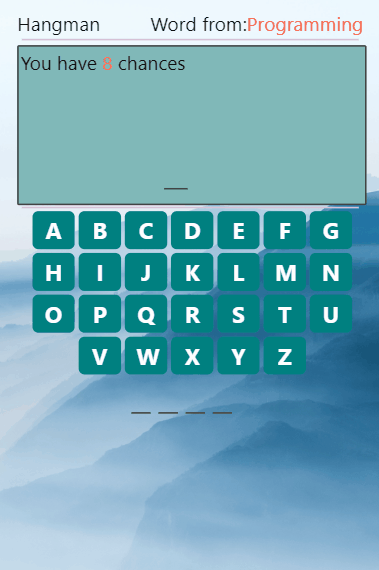 Hangman Word from:Programming
You have 8 chances
A B C D E F G
H I J K L M N
O P Q R S T U
V W X Y Z